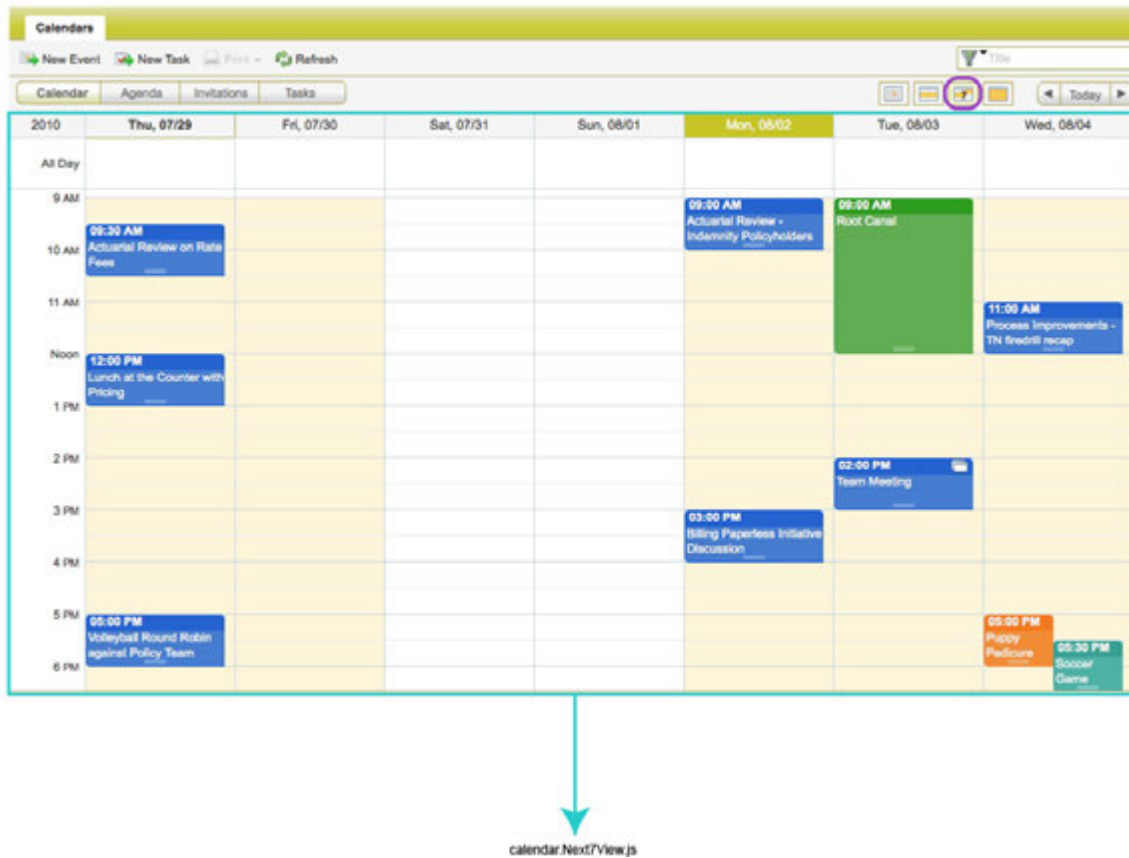 Calendars
New Event New Task Print Refresh Title
Calendar Agenda Invitations Tasks 7 Today
2010 Thu, 07/29 Fri, 07/30 Sat, 07/31 Sun, 08/01 Mon, 08/02 Tue, 08/03 Wed, 08/04
All Day
9 AM
09:00 AM
Actuarial Review -
Indemnity Policyholders
09:00 AM
Root Canal
09:30 AM
Actuarial Review on Rate
Fees
10 AM
11 AM
11:00 AM
Process Improvements -
TN firedrill recap
Noon
12:00 PM
Lunch at the Counter with
Pricing
1 PM
2 PM
02:00 PM
Team Meeting
3 PM
03:00 PM
Billing Paperless Initiative
Discussion
4 PM
5 PM
05:00 PM
Volleyball Round Robin
against Policy Team
05:00 PM
Puppy
Pedicure
05:30 PM
Soccer
Game
6 PM
calendar.Next7View.js